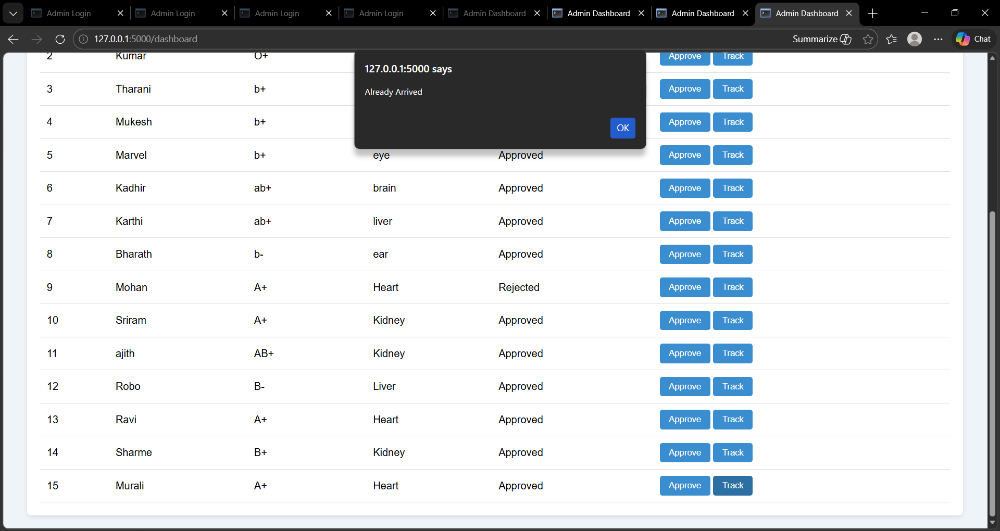 Admin Login Admin Login Admin Login Admin Login Admin Dashboard Admin Dashboard Admin Dashboard Admin Dashboard
127.0.0.1:5000/dashboard Summarize Chat
2 Kumar O+ Approve Track
127.0.0.1:5000 says
3 Tharani b+ Approve Track
Already Arrived
4 Mukesh b+ Approve Track
OK
5 Marvel b+ eye Approved Approve Track
6 Kadhir ab+ brain Approved Approve Track
7 Karthi ab+ liver Approved Approve Track
8 Bharath b- ear Approved Approve Track
9 Mohan A+ Heart Rejected Approve Track
10 Sriram A+ Kidney Approved Approve Track
11 ajith AB+ Kidney Approved Approve Track
12 Robo B- Liver Approved Approve Track
13 Ravi A+ Heart Approved Approve Track
14 Sharme B+ Kidney Approved Approve Track
15 Murali A+ Heart Approved Approve Track